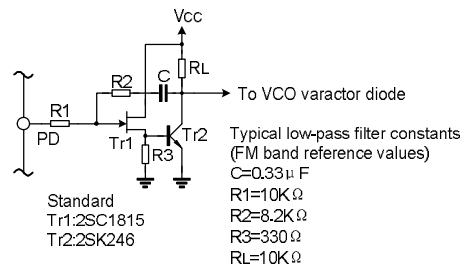 Vcc
R2
C
RL
To VCO varactor diode
R1
PD
Tr1
Tr2
R3
Typical low-pass filter constants
(FM band reference values)
C=0.33μF
R1=10KΩ
R2=8.2KΩ
R3=330Ω
RL=10KΩ
Standard
Tr1:2SC1815
Tr2:2SK246